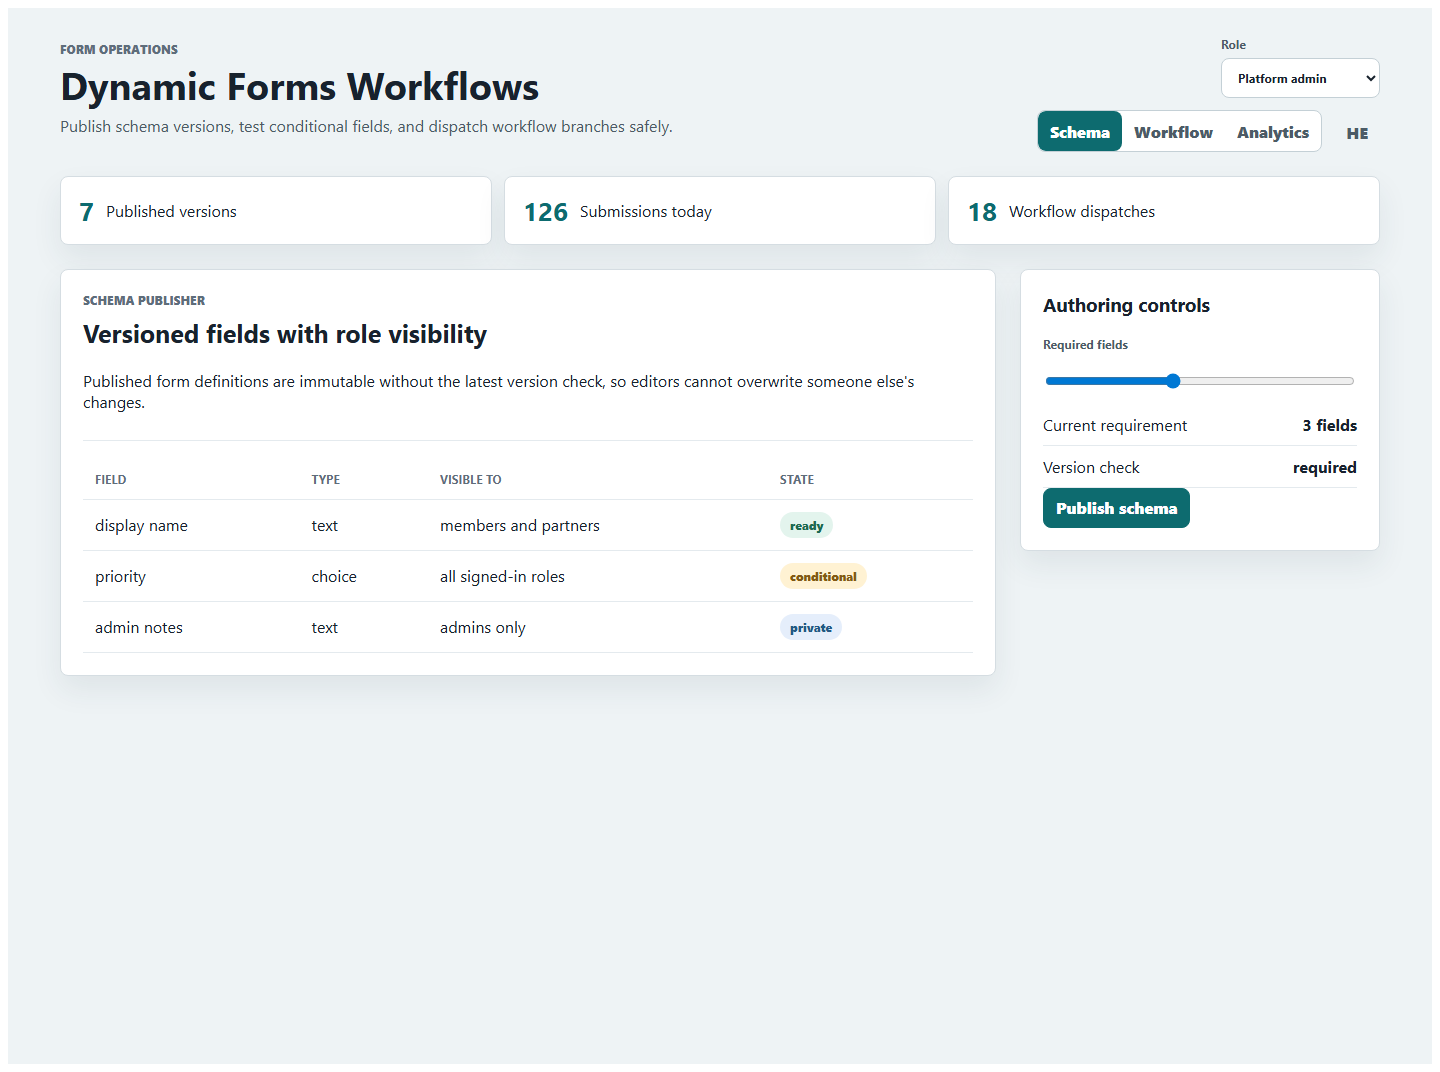 FORM OPERATIONS
Dynamic Forms Workflows
Publish schema versions, test conditional fields, and dispatch workflow branches safely.
Role
Platform admin
Schema Workflow Analytics HE
7 Published versions
126 Submissions today
18 Workflow dispatches
SCHEMA PUBLISHER
Versioned fields with role visibility
Published form definitions are immutable without the latest version check, so editors cannot overwrite someone else's
changes.
FIELD TYPE VISIBLE TO STATE
display name text members and partners ready
priority choice all signed-in roles conditional
admin notes text admins only private
Authoring controls
Required fields
Current requirement 3 fields
Version check required
Publish schema